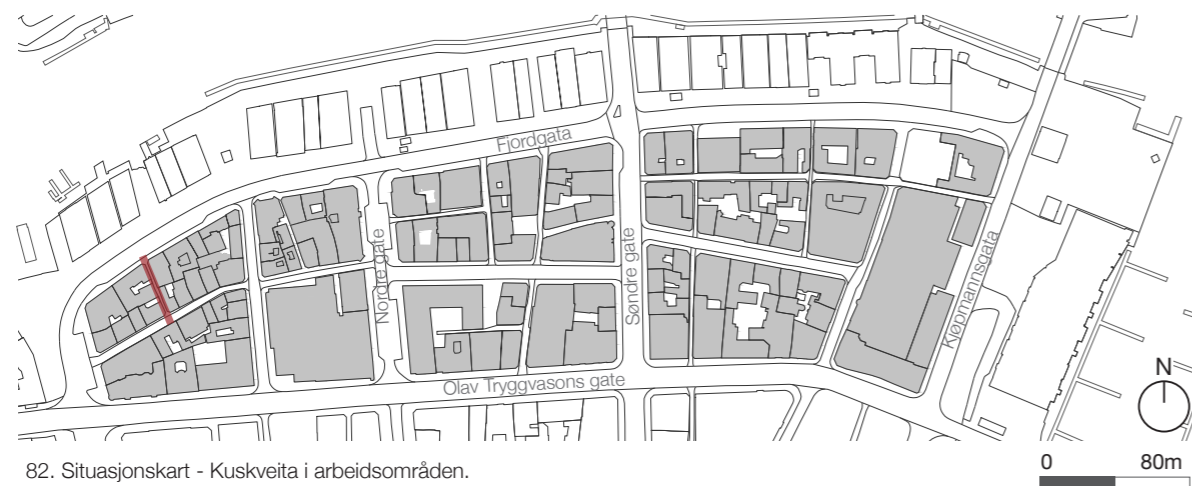 Fjordgata
Nordre gate
Søndre gate
Kjøpmannsgata
Olav Tryggvasons gate
N
0 80m
82. Situasjonskart - Kuskveita i arbeidsområden.